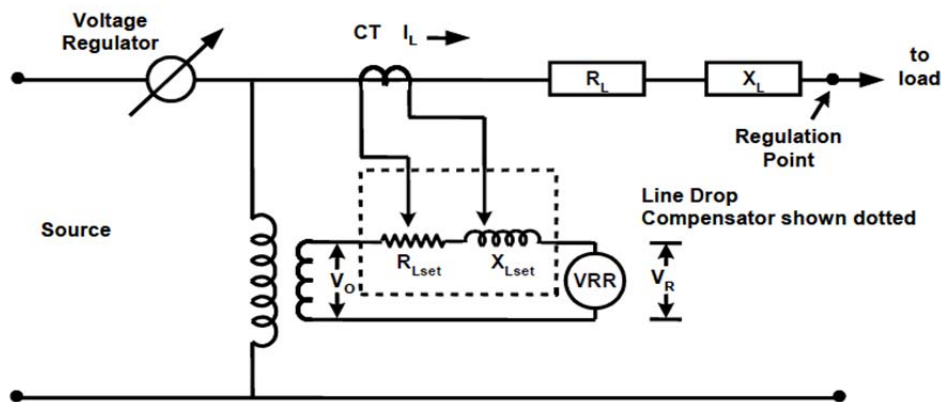 Voltage
Regulator
CT I_L
to
load
R_L
X_L
Regulation
Point
Line Drop
Compensator shown dotted
Source
R_Lset
X_Lset
V_O
VRR
V_R